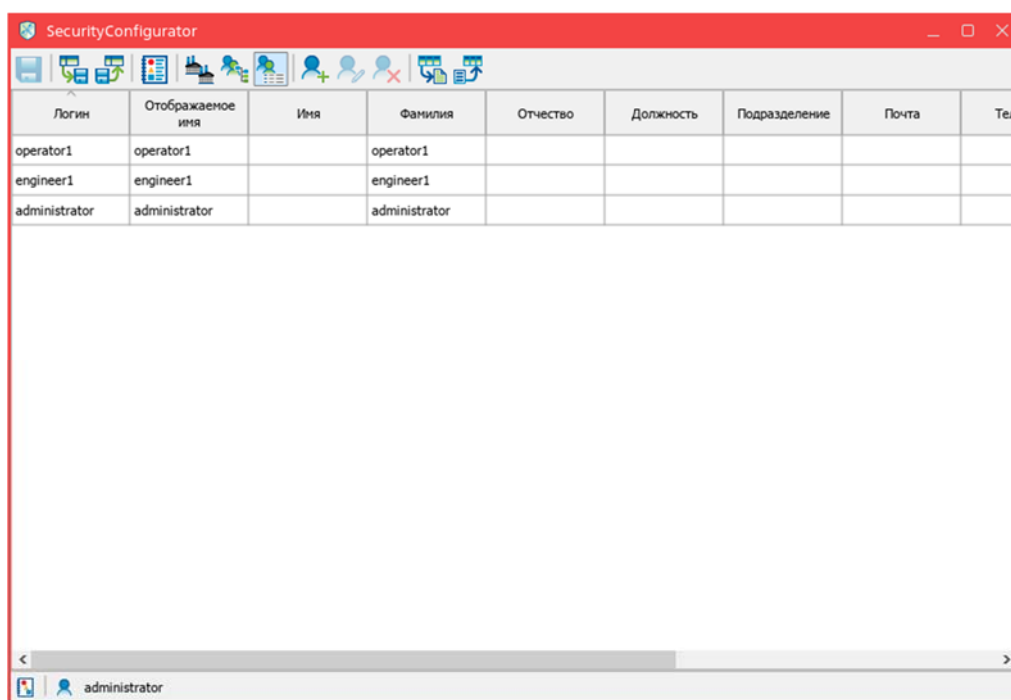 SecurityConfigurator
Логин Отображаемое имя Имя Фамилия Отчество Должность Подразделение Почта
operator1 operator1 operator1
engineer1 engineer1 engineer1
administrator administrator administrator
administrator